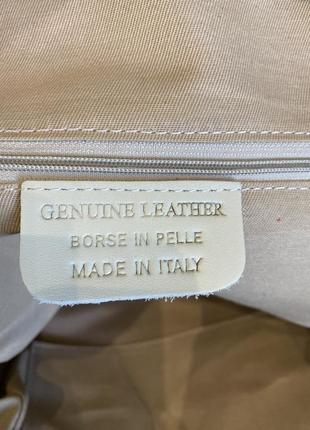 GENUINE LEATHER
BORSE IN PELLE
MADE IN ITALY